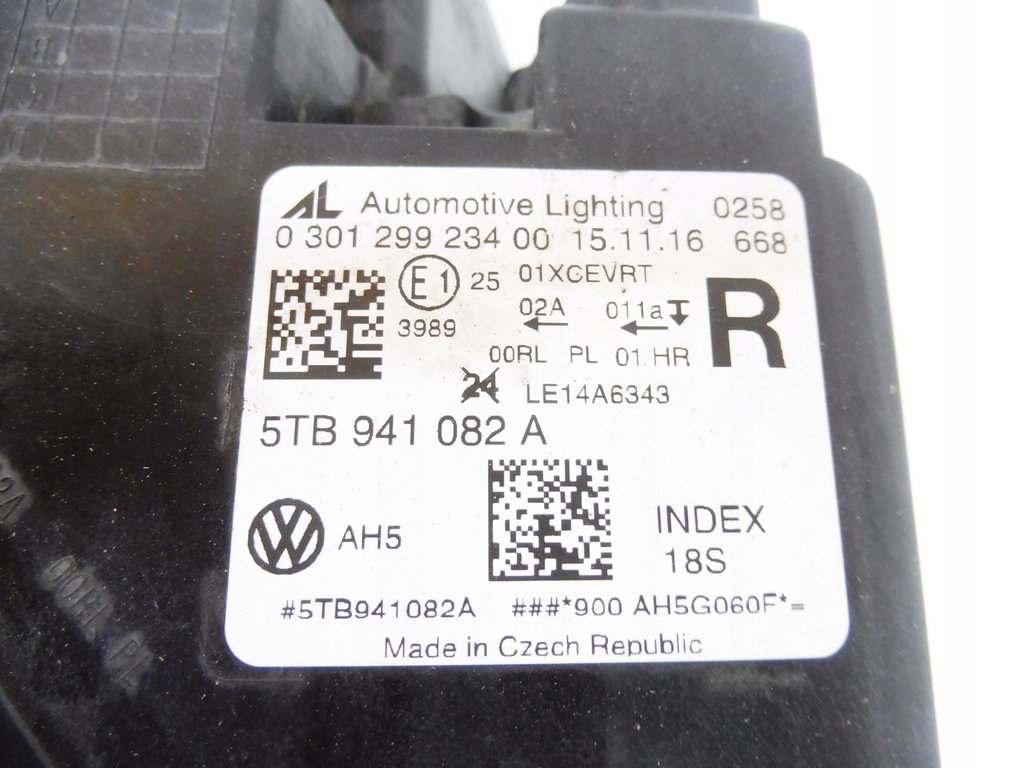 AL Automotive Lighting 0258
0 301 299 234 00 15.11.16 668
E1 25 01XCEVRT
3989 02A 011a R
00RL PL 01.HR
24 LE14A6343
5TB 941 082 A
VW AH5 INDEX
18S
#5TB941082A ###*900 AH5G060F*=
Made in Czech Republic